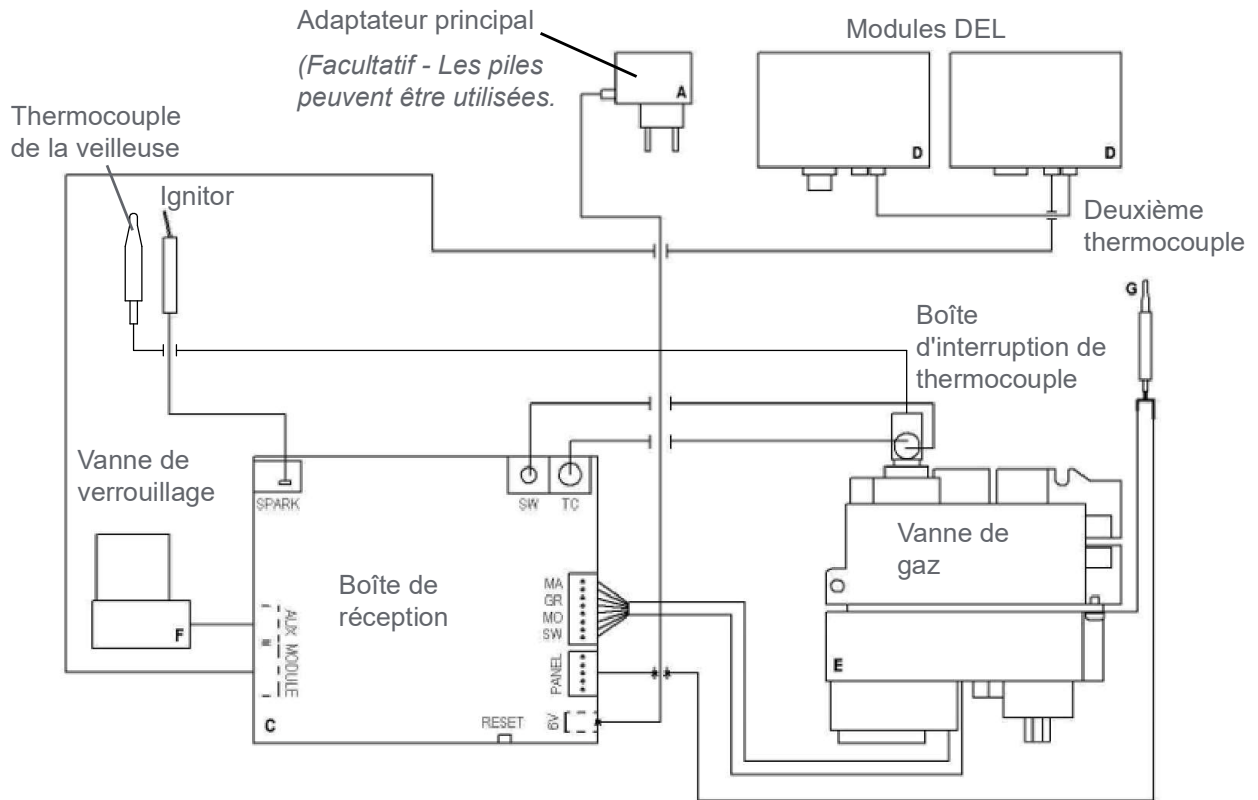 Adaptateur principal
(Facultatif - Les piles
peuvent être utilisées.
A
Modules DEL
D
D
Thermocouple
de la veilleuse
Ignitor
Deuxième
thermocouple
G
Boîte
d'interruption de
thermocouple
Vanne de
verrouillage
F
SPARK
SW
TC
Boîte de
réception
MA
GR
MO
SW
PANEL
6V
RESET
AUX
MODULE
C
Vanne de
gaz
E